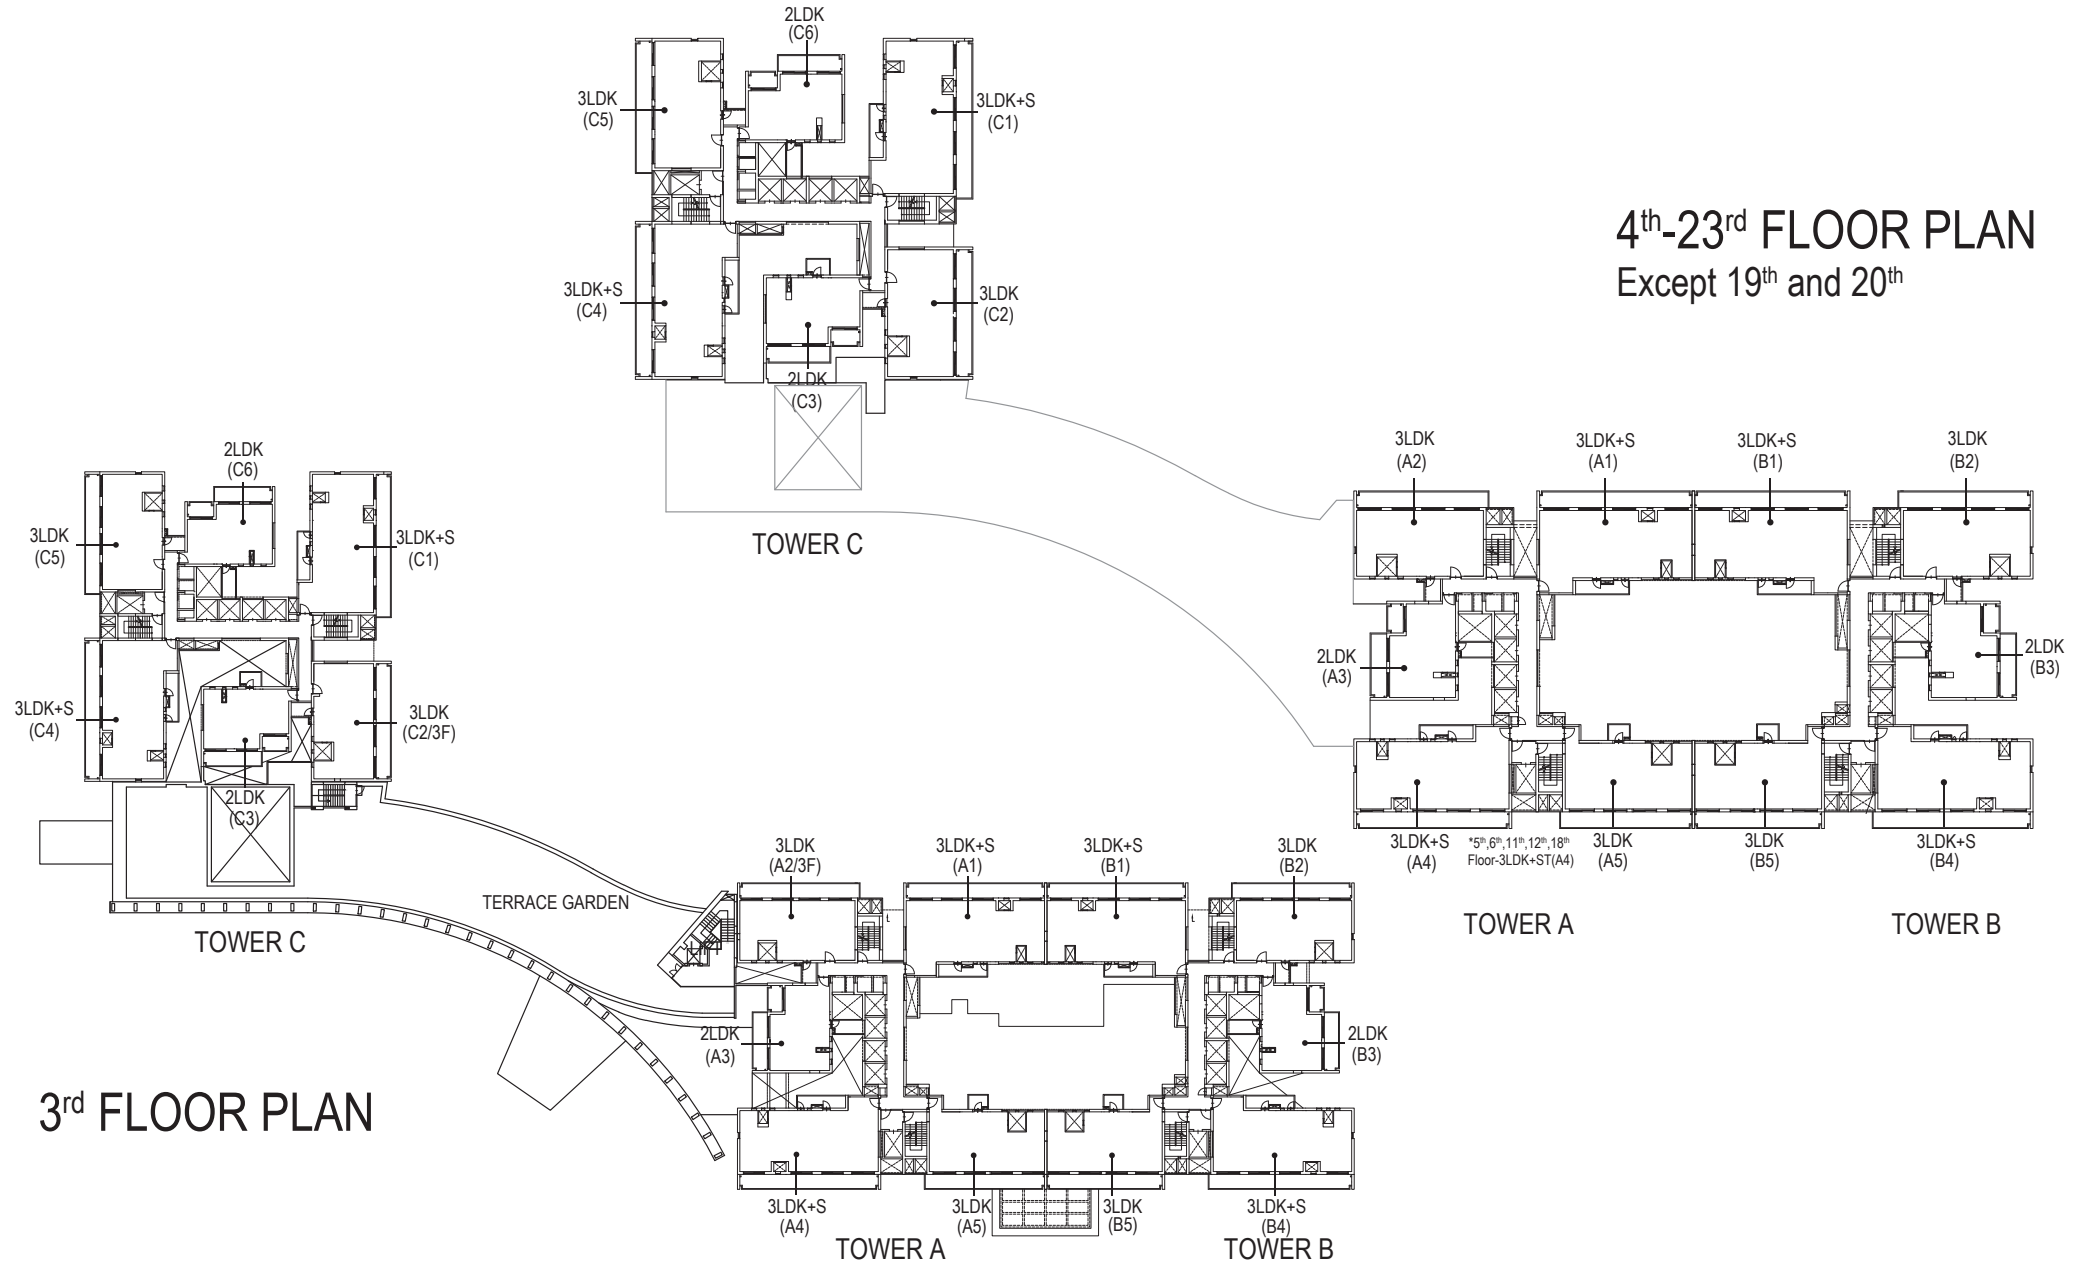 2LDK
(C6)
3LDK
(C5)
3LDK+S
(C1)
3LDK+S
(C4)
3LDK
(C2)
2LDK
(C3)
TOWER C
4th-23rd FLOOR PLAN
Except 19th and 20th
3LDK
(A2)
3LDK+S
(A1)
3LDK+S
(B1)
3LDK
(B2)
2LDK
(A3)
2LDK
(B3)
3LDK+S
(A4)
*5th,6th,11th,12th,18th
Floor-3LDK+ST(A4)
3LDK
(A5)
3LDK
(B5)
3LDK+S
(B4)
TOWER A
TOWER B
2LDK
(C6)
3LDK
(C5)
3LDK+S
(C1)
3LDK+S
(C4)
3LDK
(C2/3F)
2LDK
(C3)
TOWER C
TERRACE GARDEN
3LDK
(A2/3F)
3LDK+S
(A1)
3LDK+S
(B1)
3LDK
(B2)
2LDK
(A3)
2LDK
(B3)
3rd FLOOR PLAN
3LDK+S
(A4)
3LDK
(A5)
3LDK
(B5)
3LDK+S
(B4)
TOWER A
TOWER B